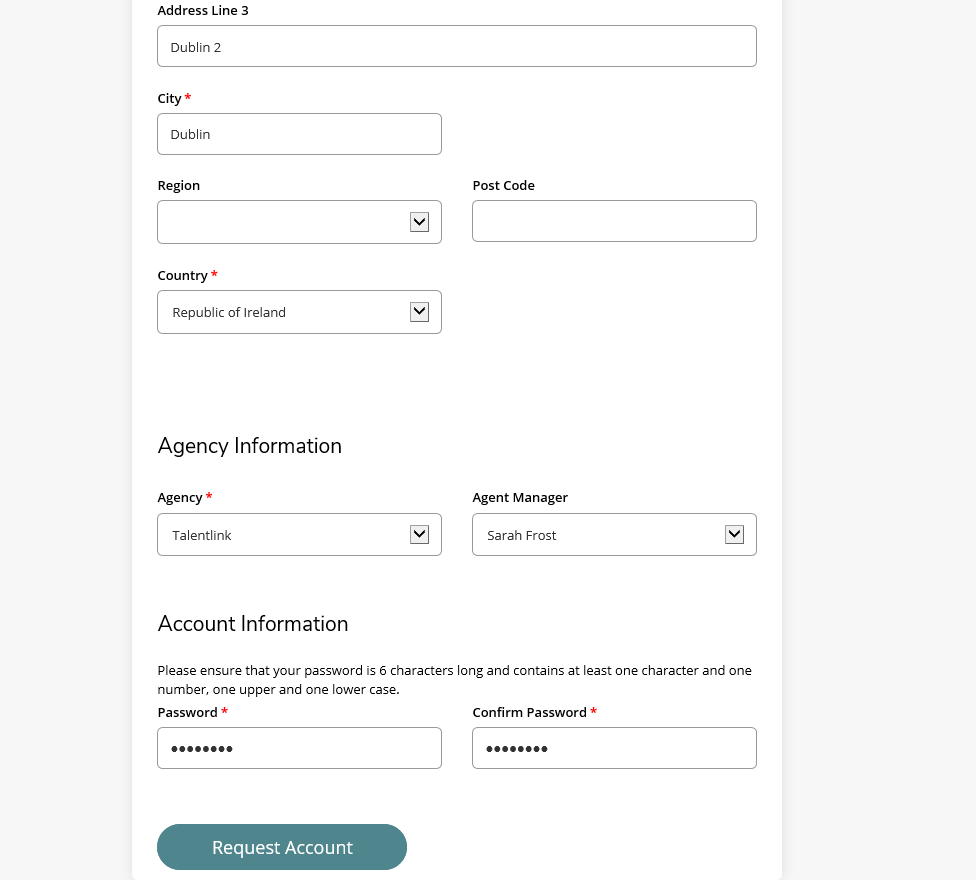 Address Line 3
Dublin 2
City *
Dublin
Region
Post Code
Country *
Republic of Ireland
Agency Information
Agency *
Agent Manager
Talentlink
Sarah Frost
Account Information
Please ensure that your password is 6 characters long and contains at least one character and one
number, one upper and one lower case.
Password *
Confirm Password *
••••••••
••••••••
Request Account